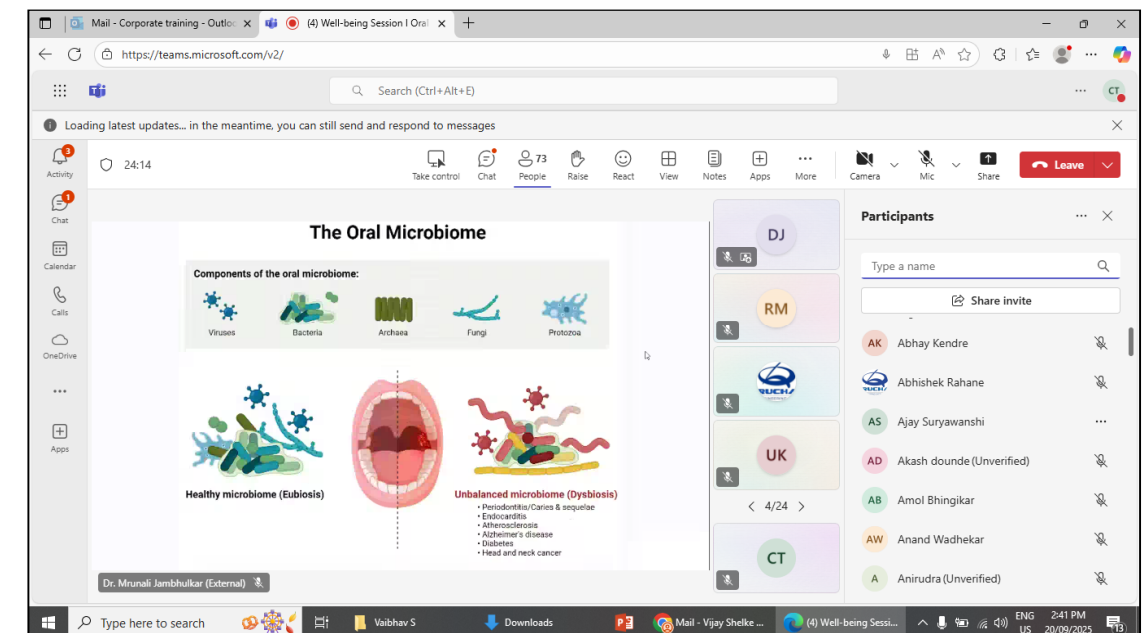 Mail - Corporate training - Outloo
(4) Well-being Session I Oral
https://teams.microsoft.com/v2/
Search (Ctrl+Alt+E)
CT
Loading latest updates... in the meantime, you can still send and respond to messages
3
Activity
24:14
Take control
Chat
73
People
Raise
React
View
Notes
Apps
More
Camera
Mic
Share
Leave
1
Chat
Calendar
Calls
OneDrive
Apps
The Oral Microbiome
Components of the oral microbiome:
Viruses
Bacteria
Archaea
Fungi
Protozoa
Healthy microbiome (Eubiosis)
Unbalanced microbiome (Dysbiosis)
• Periodontitis/Caries & sequelae
• Endocarditis
• Atherosclerosis
• Alzheimer's disease
• Diabetes
• Head and neck cancer
Dr. Mrunali Jambhulkar (External)
DJ
RM
RUCHA
UK
4/24
CT
Participants
Type a name
Share invite
AK Abhay Kendre
RUCHA Abhishek Rahane
AS Ajay Suryawanshi
AD Akash dounde (Unverified)
AB Amol Bhingikar
AW Anand Wadhekar
A Anirudra (Unverified)
Type here to search
Vaibhav S
Downloads
Mail - Vijay Shelke ...
(4) Well-being Sessi...
ENG
US
2:41 PM
20/09/2025
13